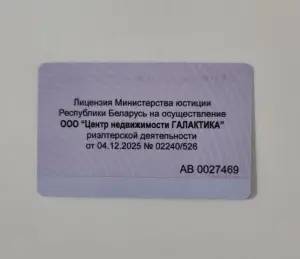 Лицензия Министерства юстиции
Республики Беларусь на осуществление
ООО "Центр недвижимости ГАЛАКТИКА"
риэлтерской деятельности
от 04.12.2025 № 02240/526
АВ 0027469